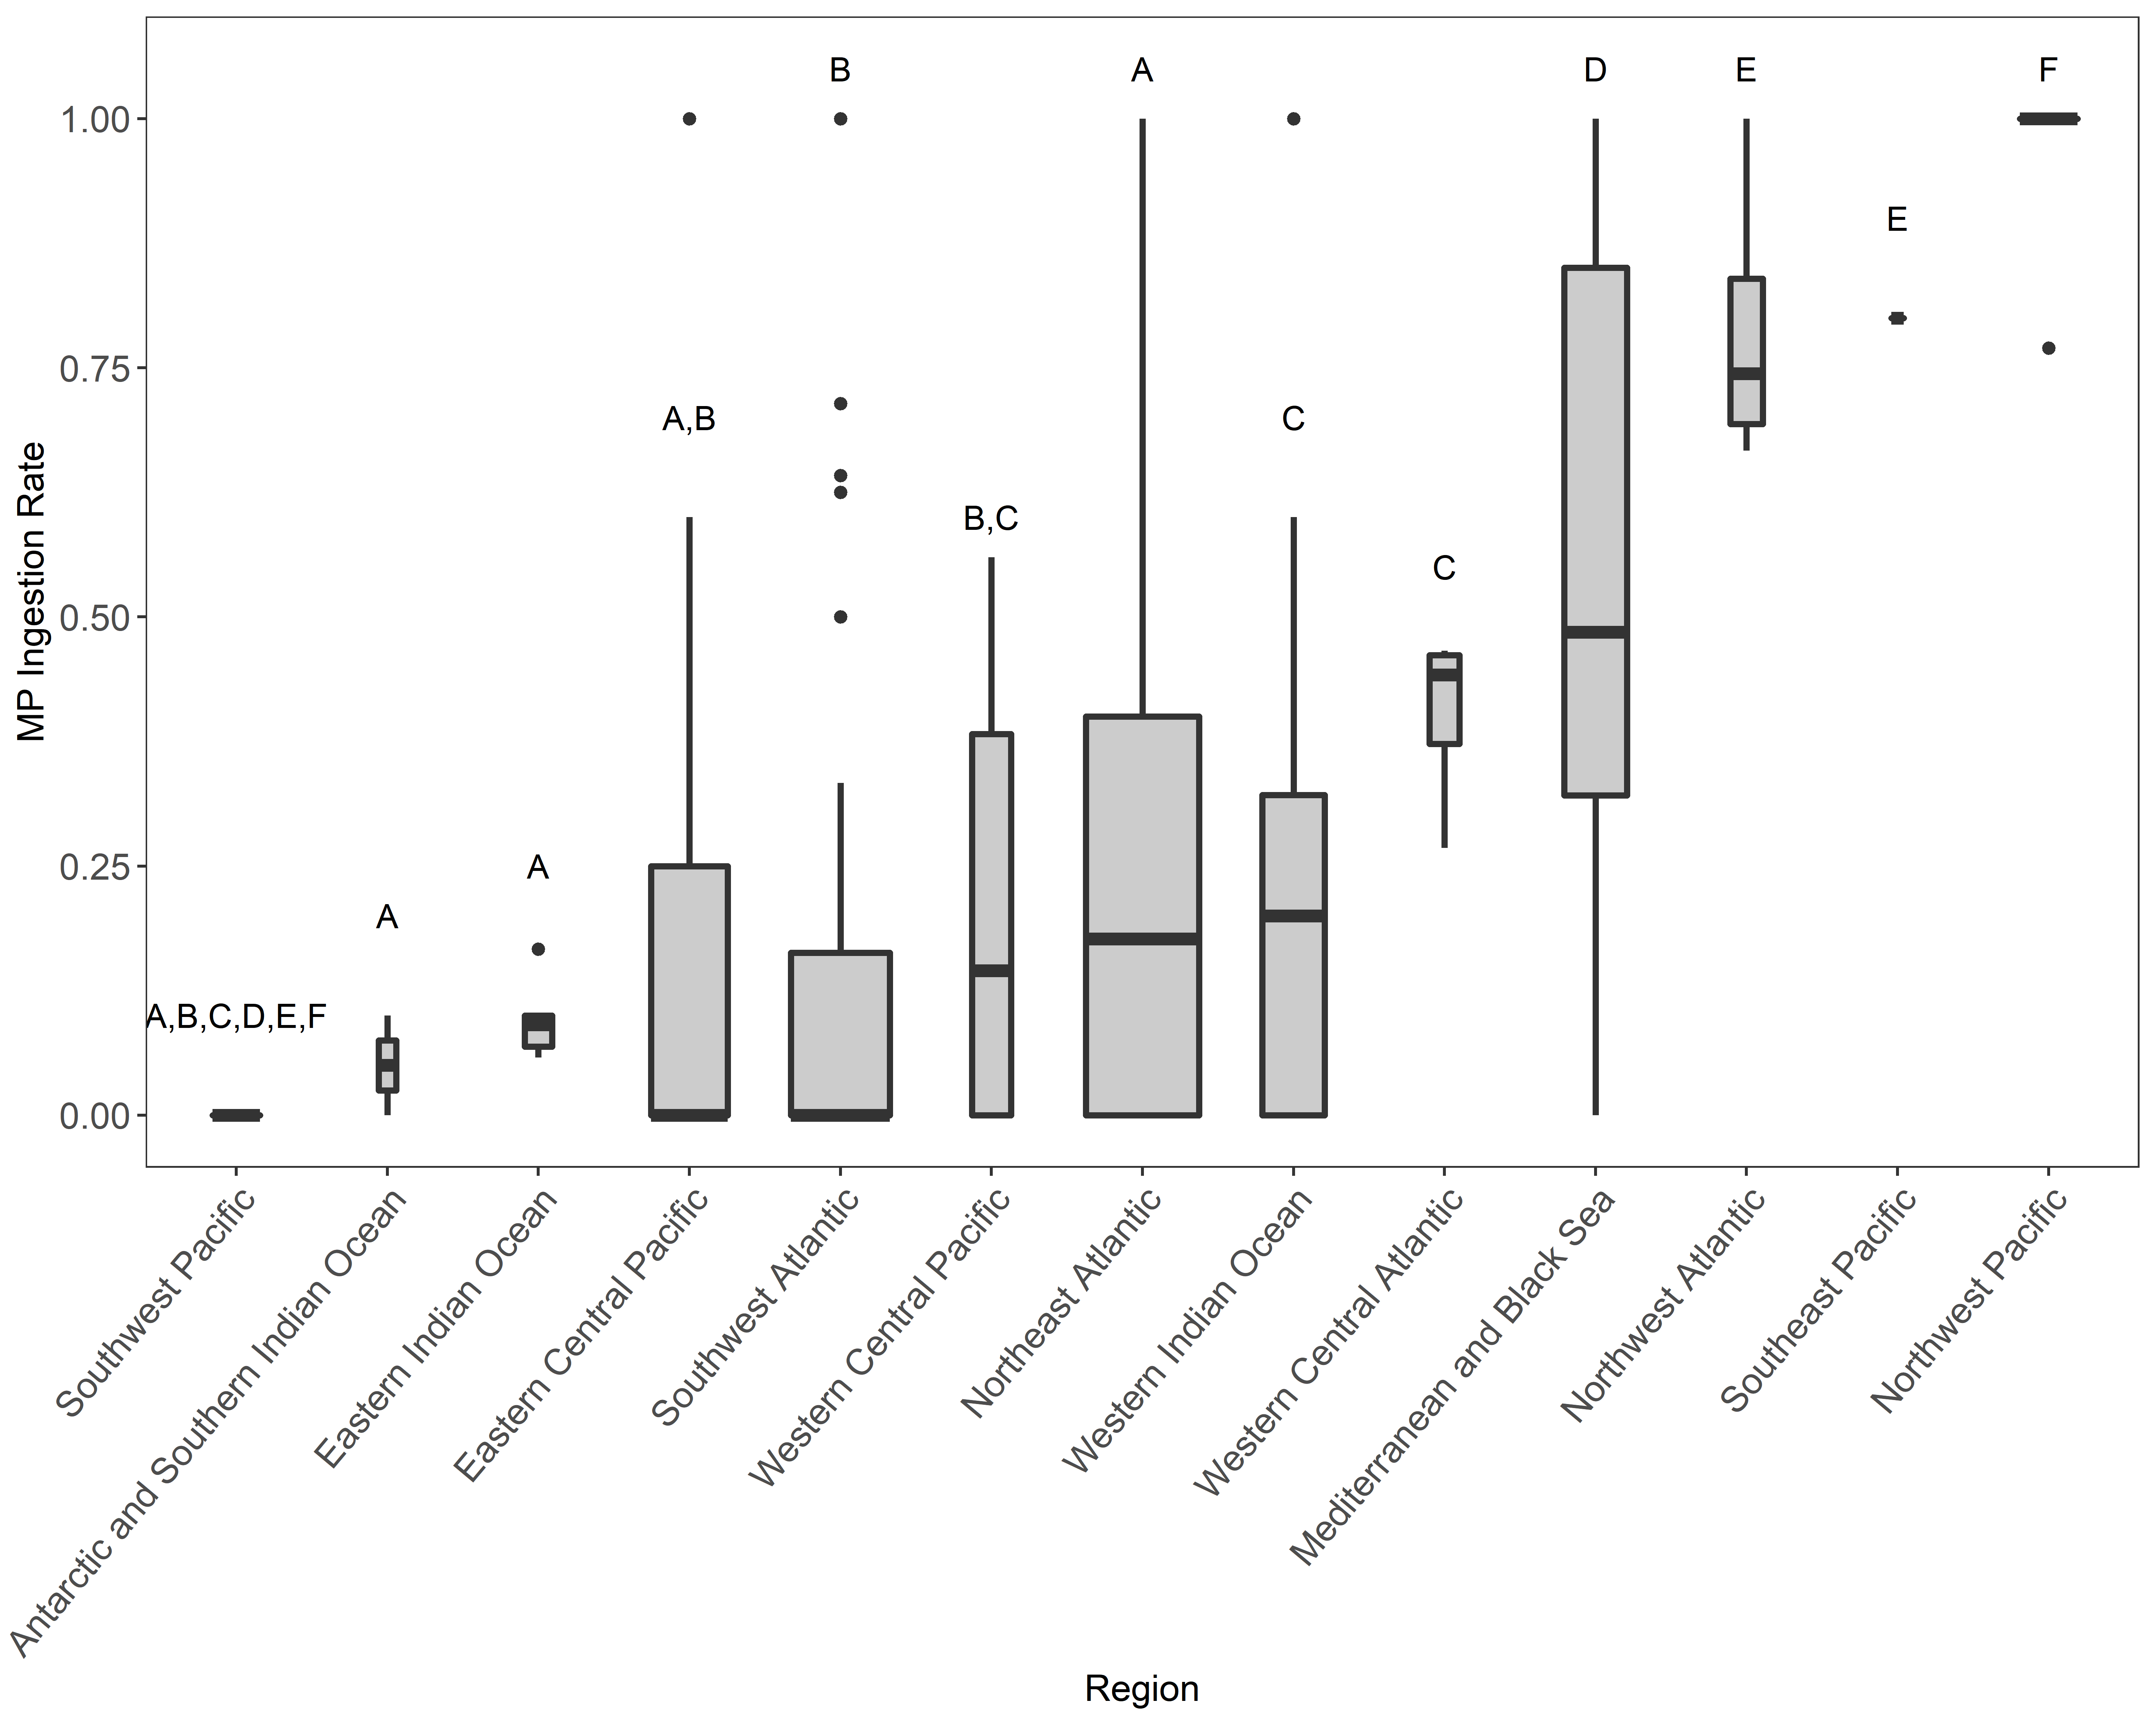 B
A
D
E
F
1.00
E
0.75
A,B
C
B,C
C
0.50
A
0.25
A
A,B,C,D,E,F
0.00
MP Ingestion Rate
Southwest Pacific
Antarctic and Southern Indian Ocean
Eastern Indian Ocean
Eastern Central Pacific
Southwest Atlantic
Western Central Pacific
Northeast Atlantic
Western Indian Ocean
Western Central Atlantic
Mediterranean and Black Sea
Northwest Atlantic
Southeast Pacific
Northwest Pacific
Region